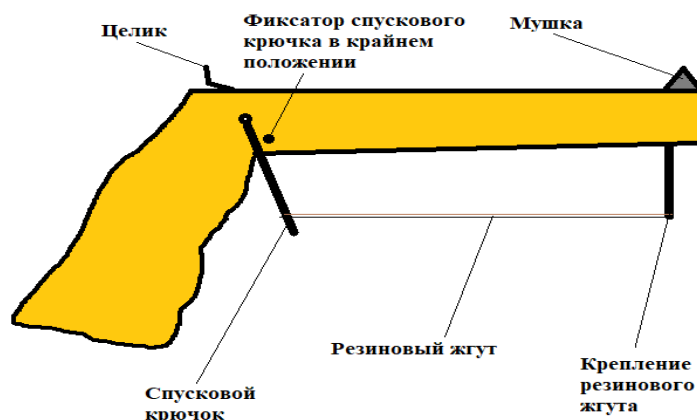 Целик
Фиксатор спускового
крючка в крайнем
положении
Мушка
Резиновый жгут
Спусковой
крючок
Крепление
резинового
жгута